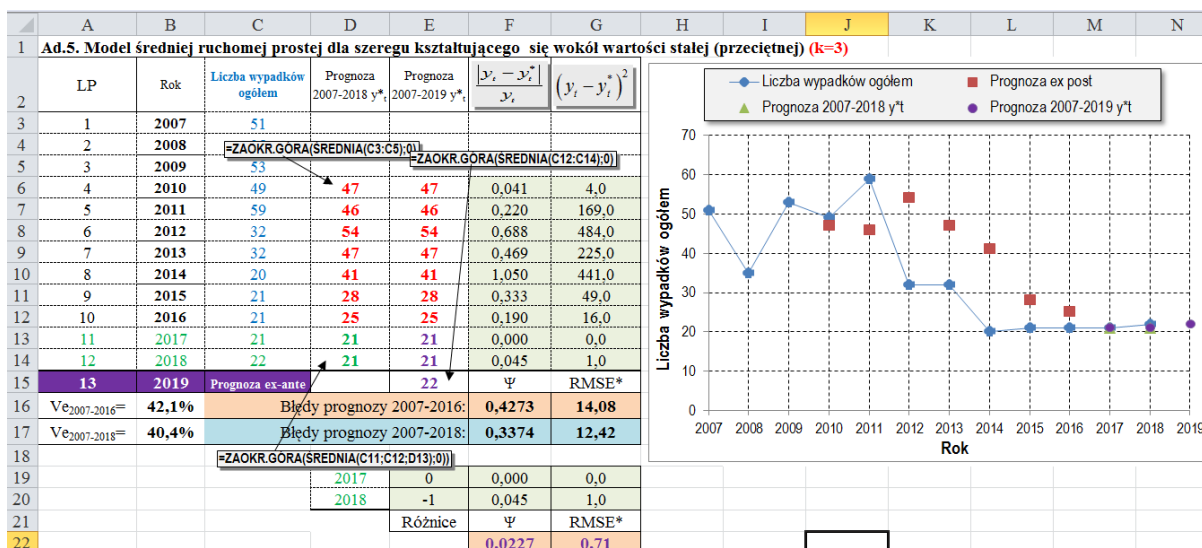 A B C D E F G H I J K L M N
1 Ad.5. Model średniej ruchomej prostej dla szeregu kształtującego się wokół wartości stałej (przeciętnej) (k=3)
2 LP Rok Liczba wypadków ogółem Prognoza 2007-2018 y*t Prognoza 2007-2019 y*t |yt − yt*| / yt (yt − yt*)2
3 1 2007 51
4 2 2008
=ZAOKR.GÓRA(ŚREDNIA(C3:C5);0)
=ZAOKR.GÓRA(ŚREDNIA(C12:C14);0)
5 3 2009 53
6 4 2010 49 47 47 0,041 4,0
7 5 2011 59 46 46 0,220 169,0
8 6 2012 32 54 54 0,688 484,0
9 7 2013 32 47 47 0,469 225,0
10 8 2014 20 41 41 1,050 441,0
11 9 2015 21 28 28 0,333 49,0
12 10 2016 21 25 25 0,190 16,0
13 11 2017 21 21 21 0,000 0,0
14 12 2018 22 21 21 0,045 1,0
15 13 2019 Prognoza ex-ante 22 Ψ RMSE*
16 Ve2007-2016= 42,1% Błędy prognozy 2007-2016: 0,4273 14,08
17 Ve2007-2018= 40,4% Błędy prognozy 2007-2018: 0,3374 12,42
18
=ZAOKR.GÓRA(ŚREDNIA(C11;C12;D13);0))
19 2017 0 0,000 0,0
20 2018 -1 0,045 1,0
21 Różnice Ψ RMSE*
22 0,0227 0,71
Liczba wypadków ogółem Prognoza ex post
Prognoza 2007-2018 y*t Prognoza 2007-2019 y*t
Liczba wypadków ogółem
70
60
50
40
30
20
10
0
2007 2008 2009 2010 2011 2012 2013 2014 2015 2016 2017 2018 2019
Rok